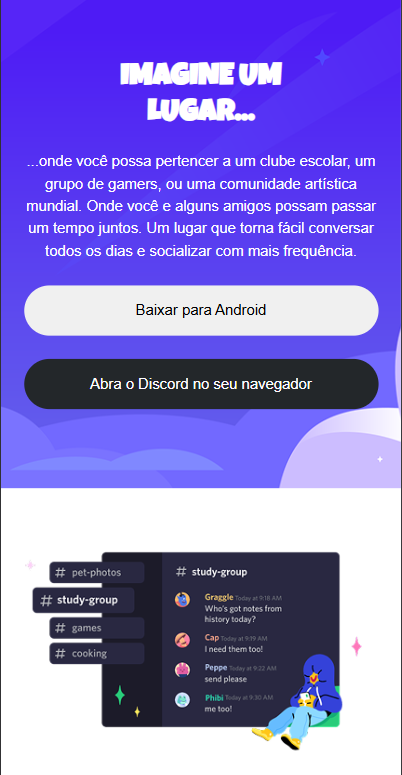 IMAGINE UM
LUGAR...
...onde você possa pertencer a um clube escolar, um
grupo de gamers, ou uma comunidade artística
mundial. Onde você e alguns amigos possam passar
um tempo juntos. Um lugar que torna fácil conversar
todos os dias e socializar com mais frequência.
Baixar para Android
Abra o Discord no seu navegador
# pet-photos
# study-group
# games
# cooking
# study-group
Graggle Today at 9:18 AM
Who's got notes from
history today?
Cap Today at 9:19 AM
I need them too!
Peppe Today at 9:22 AM
send please
Phibi Today at 9:30 AM
me too!